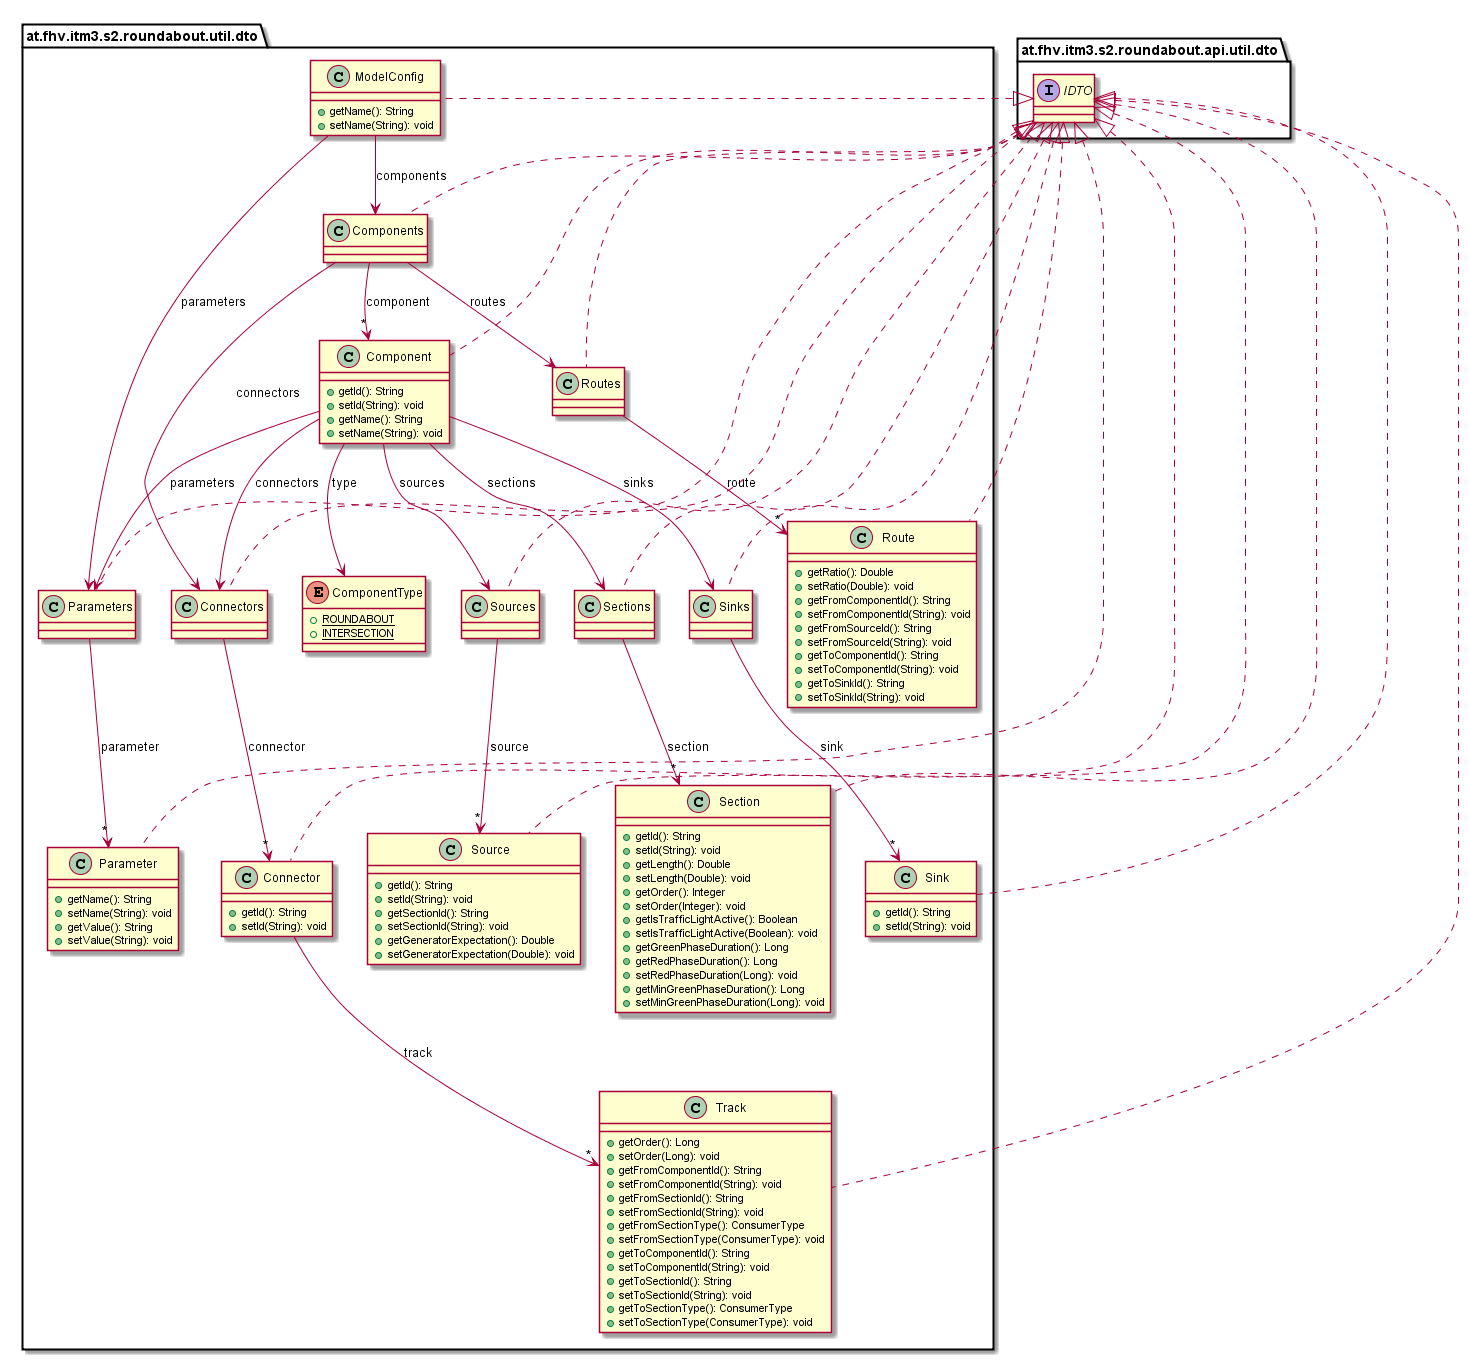 at.fhv.itm3.s2.roundabout.util.dto
at.fhv.itm3.s2.roundabout.api.util.dto
C ModelConfig
getName(): String
setName(String): void
I IDTO
components
C Components
parameters
component
*
routes
connectors
C Component
getId(): String
setId(String): void
getName(): String
setName(String): void
C Routes
parameters
connectors
type
sources
sections
sinks
route
*
C Route
getRatio(): Double
setRatio(Double): void
getFromComponentId(): String
setFromComponentId(String): void
getFromSourceId(): String
setFromSourceId(String): void
getToComponentId(): String
setToComponentId(String): void
getToSinkId(): String
setToSinkId(String): void
C Parameters
C Connectors
E ComponentType
ROUNDABOUT
INTERSECTION
C Sources
C Sections
C Sinks
parameter
*
connector
*
source
*
section
*
sink
*
C Parameter
getName(): String
setName(String): void
getValue(): String
setValue(String): void
C Connector
getId(): String
setId(String): void
C Source
getId(): String
setId(String): void
getSectionId(): String
setSectionId(String): void
getGeneratorExpectation(): Double
setGeneratorExpectation(Double): void
C Section
getId(): String
setId(String): void
getLength(): Double
setLength(Double): void
getOrder(): Integer
setOrder(Integer): void
getIsTrafficLightActive(): Boolean
setIsTrafficLightActive(Boolean): void
getGreenPhaseDuration(): Long
getRedPhaseDuration(): Long
setRedPhaseDuration(Long): void
getMinGreenPhaseDuration(): Long
setMinGreenPhaseDuration(Long): void
C Sink
getId(): String
setId(String): void
track
*
C Track
getOrder(): Long
setOrder(Long): void
getFromComponentId(): String
setFromComponentId(String): void
getFromSectionId(): String
setFromSectionId(String): void
getFromSectionType(): ConsumerType
setFromSectionType(ConsumerType): void
getToComponentId(): String
setToComponentId(String): void
getToSectionId(): String
setToSectionId(String): void
getToSectionType(): ConsumerType
setToSectionType(ConsumerType): void